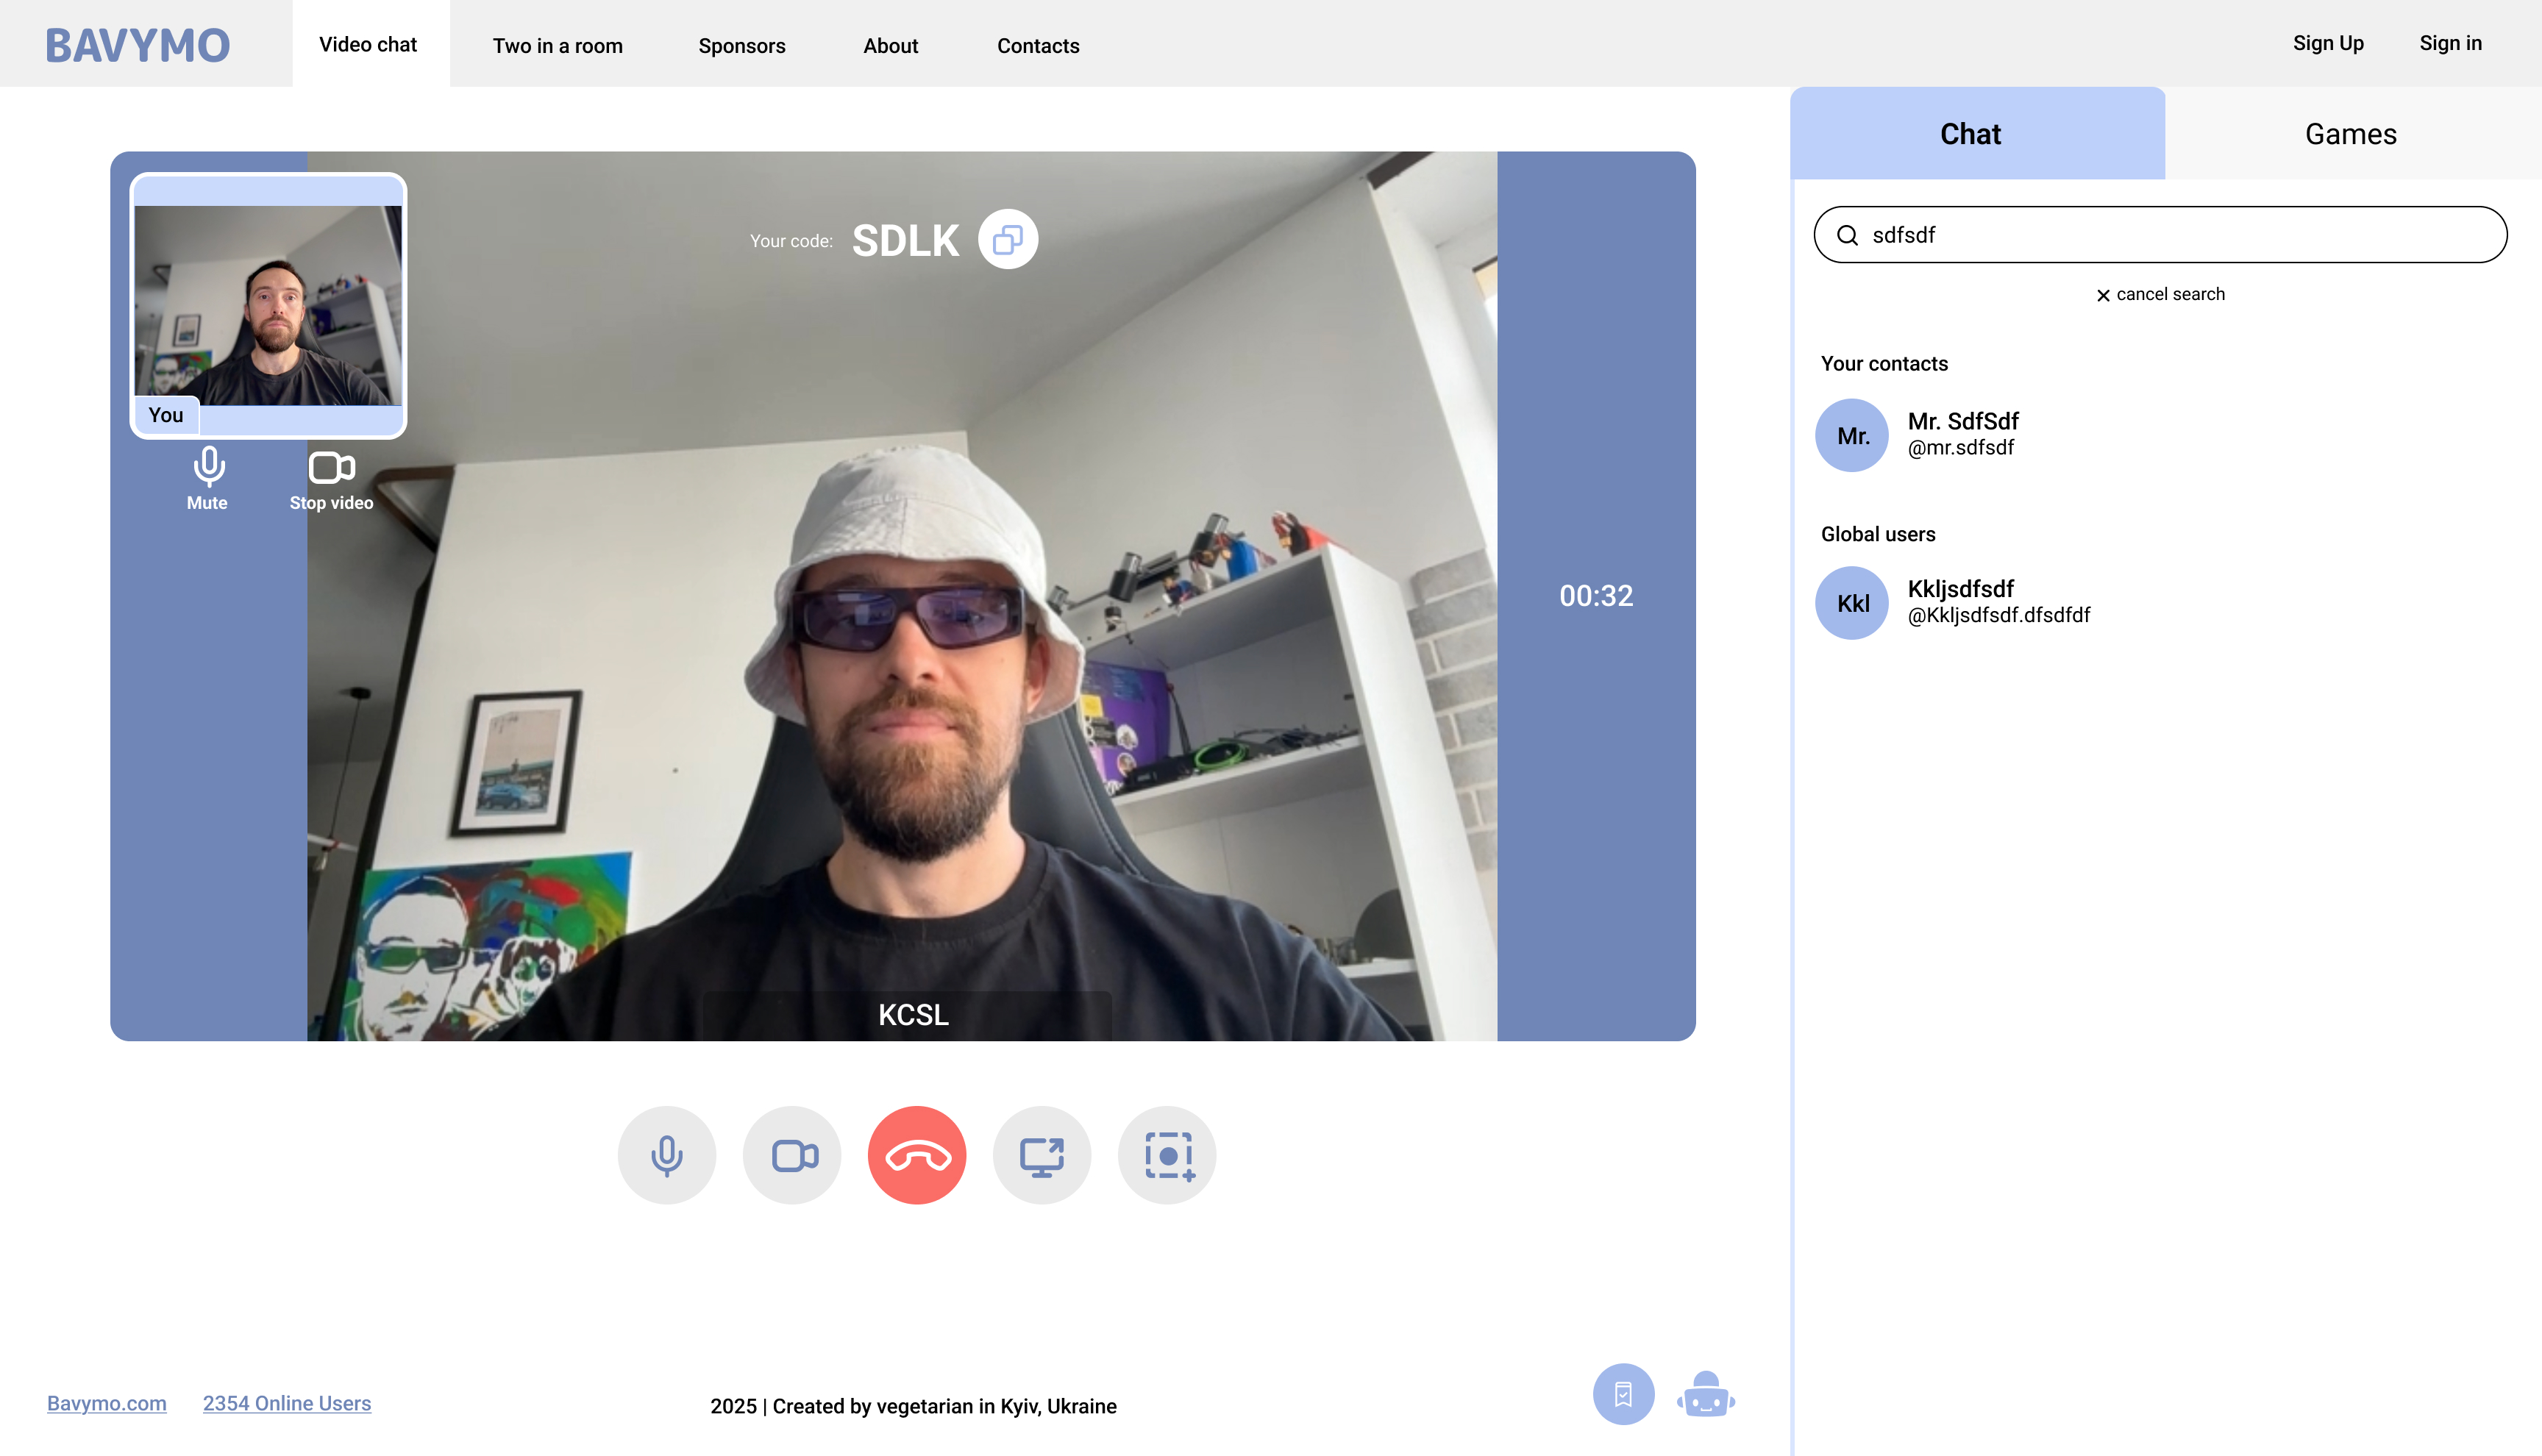 BAVYMO
Video chat
Two in a room
Sponsors
About
Contacts
Sign Up
Sign in
Your code:
SDLK
You
Mute
Stop video
00:32
KCSL
Chat
Games
sdfsdf
cancel search
Your contacts
Mr.
Mr. SdfSdf
@mr.sdfsdf
Global users
Kkl
Kkljsdfsdf
@Kkljsdfsdf.dfsdfdf
Bavymo.com
2354 Online Users
2025 | Created by vegetarian in Kyiv, Ukraine